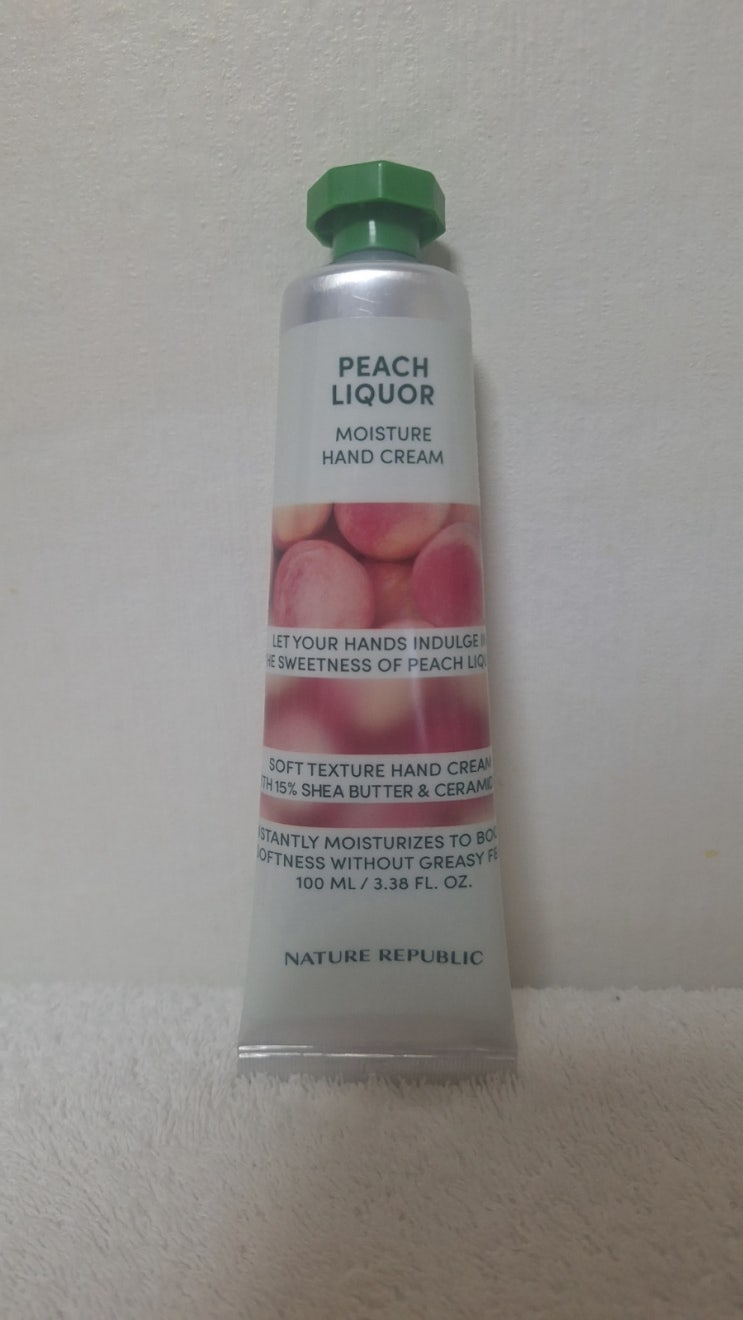 PEACH
LIQUOR
MOISTURE
HAND CREAM
LET YOUR HANDS INDULGE
SWEETNESS OF PEACH
SOFT TEXTURE HAND CREAM
15% SHEA BUTTER &
MOISTURIZES TO
WITHOUT GREASY
100 ML / 3.38 FL. OZ.
NATURE REPUBLIC